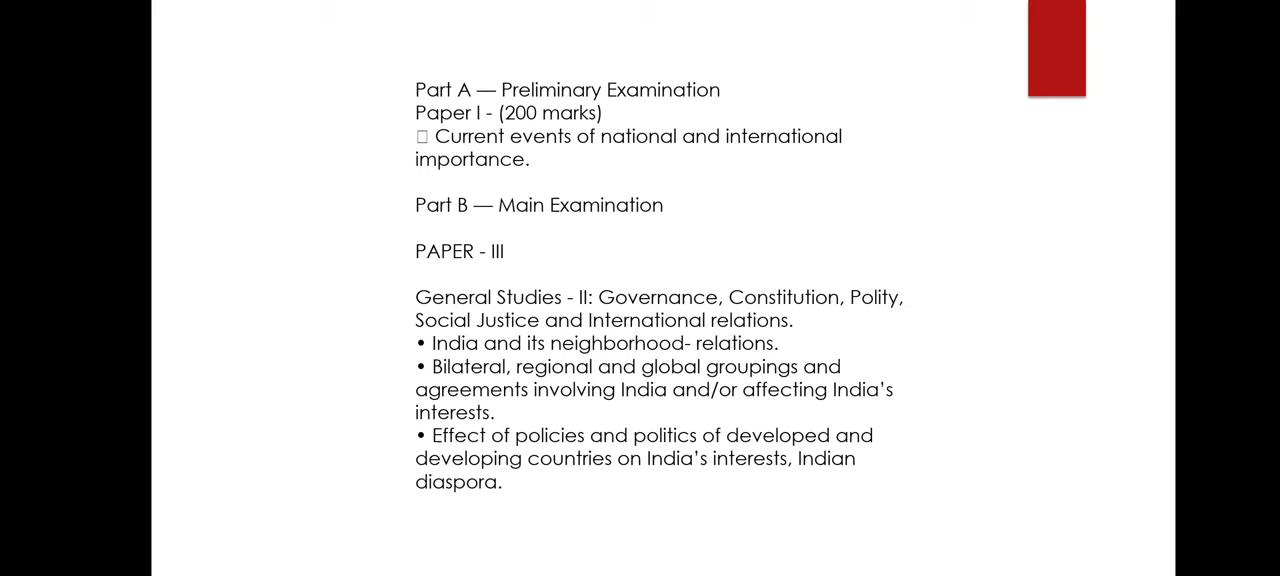 Part A — Preliminary Examination
Paper I - (200 marks)
□ Current events of national and international
importance.
Part B — Main Examination
PAPER - III
General Studies - II: Governance, Constitution, Polity,
Social Justice and International relations.
• India and its neighborhood- relations.
• Bilateral, regional and global groupings and
agreements involving India and/or affecting India’s
interests.
• Effect of policies and politics of developed and
developing countries on India’s interests, Indian
diaspora.